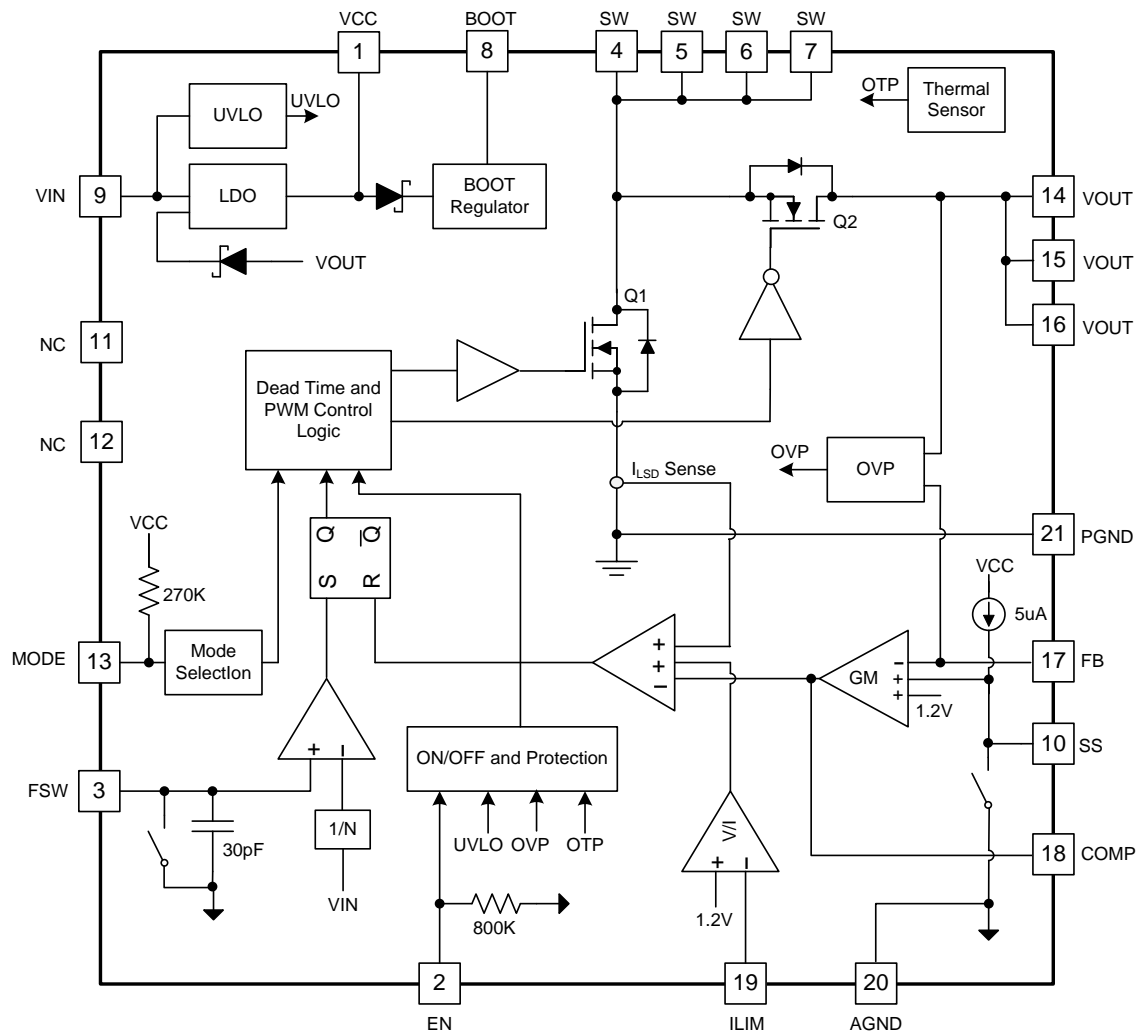 VCC
BOOT
SW
SW
SW
SW
1
8
4
5
6
7
UVLO
UVLO
OTP
Thermal
Sensor
VIN
9
LDO
BOOT
Regulator
14
VOUT
Q2
VOUT
15
VOUT
16
VOUT
Q1
NC
11
Dead Time and
PWM Control
Logic
NC
12
OVP
OVP
ILSD Sense
VCC
Q
Q
21
PGND
S
R
VCC
270K
5uA
MODE
13
Mode
SelectIon
+
+
–
GM
–
+
+
1.2V
17
FB
10
SS
ON/OFF and Protection
FSW
3
+
–
30pF
1/N
UVLO
OVP
OTP
V/I
+
–
18
COMP
VIN
800K
1.2V
2
19
20
EN
ILIM
AGND